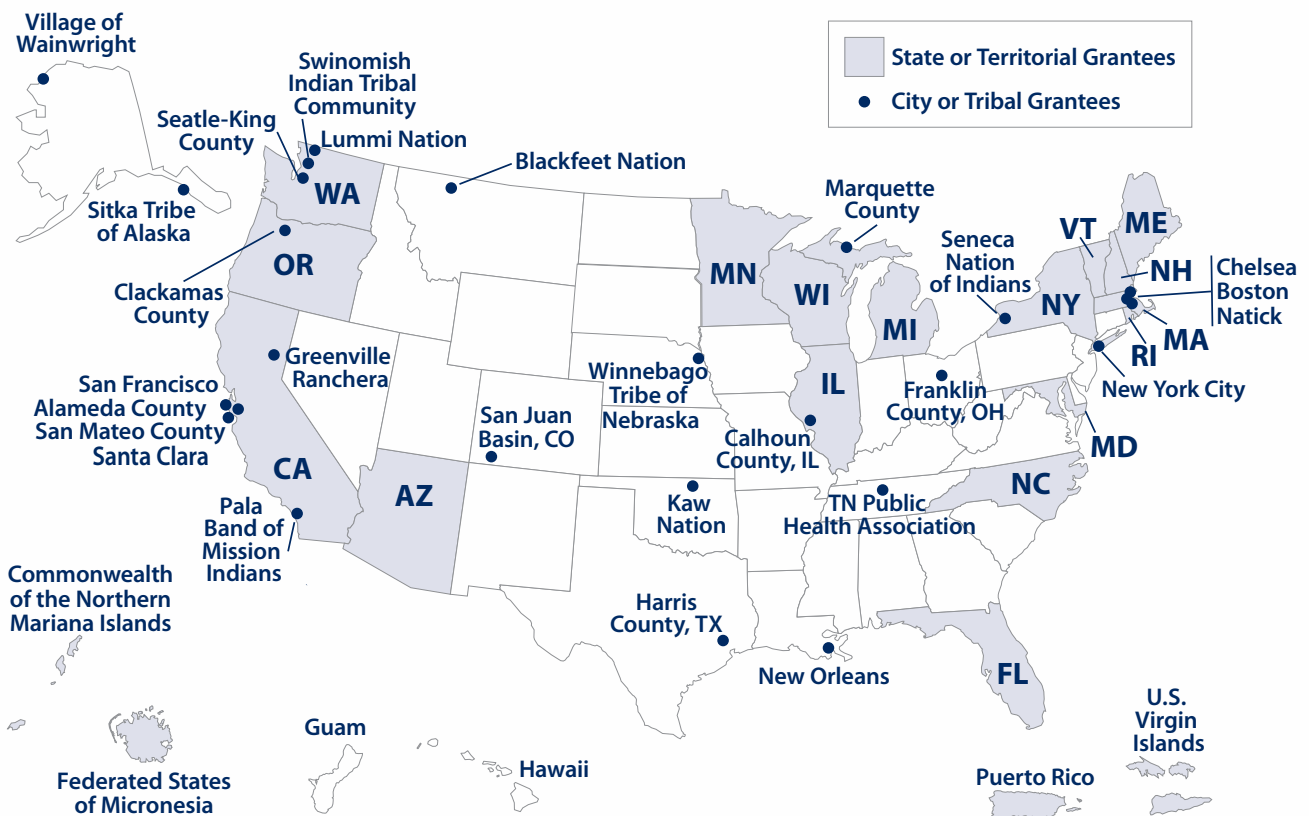 Village of
Wainwright
Swinomish
Indian Tribal
Community
Seatle-King
County
Lummi Nation
Blackfeet Nation
State or Territorial Grantees
City or Tribal Grantees
Sitka Tribe
of Alaska
WA
Marquette
County
VT
ME
OR
MN
WI
MI
Seneca
Nation
of Indians
NY
NH
Chelsea
Boston
Natick
Clackamas
County
MA
RI
New York City
Greenville
Ranchera
Winnebago
Tribe of
Nebraska
IL
Franklin
County, OH
San Francisco
Alameda County
San Mateo County
Santa Clara
San Juan
Basin, CO
Calhoun
County, IL
MD
CA
AZ
NC
Pala
Band of
Mission
Indians
Kaw
Nation
TN Public
Health Association
Commonwealth
of the Northern
Mariana Islands
Harris
County, TX
New Orleans
FL
U.S.
Virgin
Islands
Guam
Hawaii
Federated States
of Micronesia
Puerto Rico